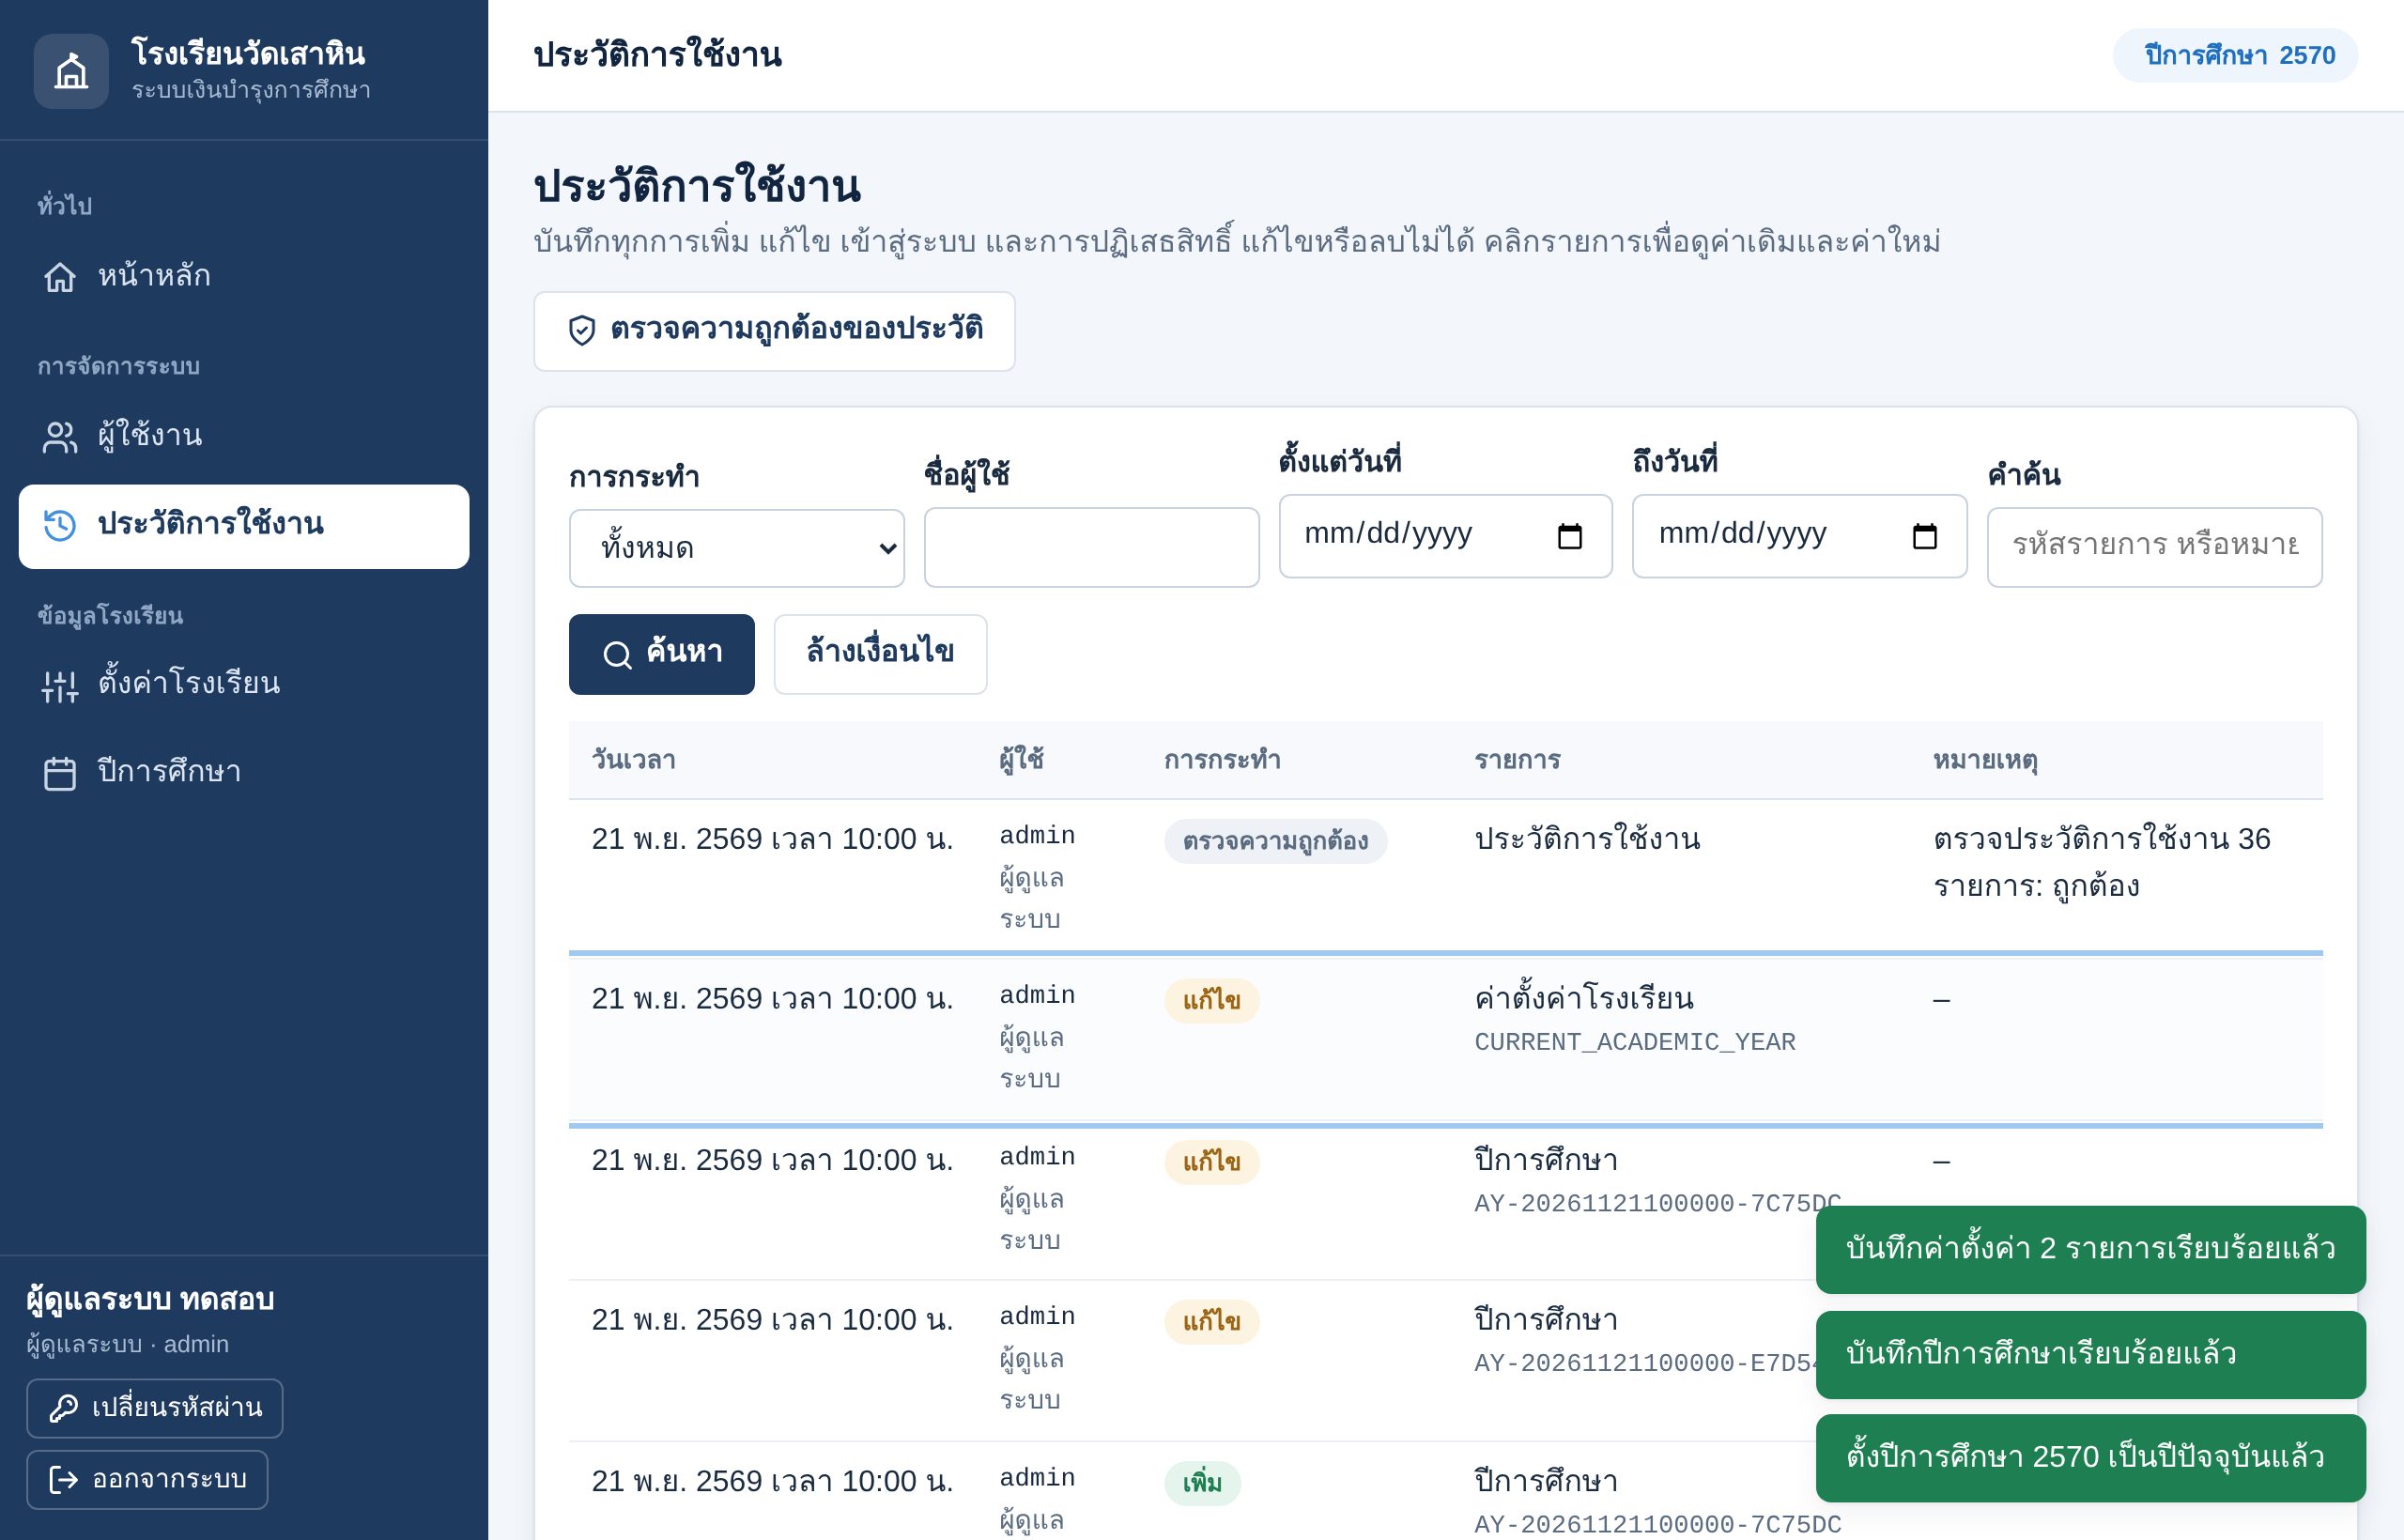 โรงเรียนวัดเสาหิน
ระบบเงินบำรุงการศึกษา
ทั่วไป
หน้าหลัก
การจัดการระบบ
ผู้ใช้งาน
ประวัติการใช้งาน
ข้อมูลโรงเรียน
ตั้งค่าโรงเรียน
ปีการศึกษา
ผู้ดูแลระบบ ทดสอบ
ผู้ดูแลระบบ · admin
เปลี่ยนรหัสผ่าน
ออกจากระบบ
ประวัติการใช้งาน
ปีการศึกษา 2570
ประวัติการใช้งาน
บันทึกทุกการเพิ่ม แก้ไข เข้าสู่ระบบ และการปฏิเสธสิทธิ์ แก้ไขหรือลบไม่ได้ คลิกรายการเพื่อดูค่าเดิมและค่าใหม่
ตรวจความถูกต้องของประวัติ
การกระทำ ชื่อผู้ใช้ ตั้งแต่วันที่ ถึงวันที่ คำค้น
ทั้งหมด mm/dd/yyyy mm/dd/yyyy รหัสรายการ หรือหมายเ
ค้นหา ล้างเงื่อนไข
วันเวลา ผู้ใช้ การกระทำ รายการ หมายเหตุ
21 พ.ย. 2569 เวลา 10:00 น. admin ตรวจความถูกต้อง ประวัติการใช้งาน ตรวจประวัติการใช้งาน 36
ผู้ดูแล รายการ: ถูกต้อง
ระบบ
21 พ.ย. 2569 เวลา 10:00 น. admin แก้ไข ค่าตั้งค่าโรงเรียน –
ผู้ดูแล CURRENT_ACADEMIC_YEAR
ระบบ
21 พ.ย. 2569 เวลา 10:00 น. admin แก้ไข ปีการศึกษา –
ผู้ดูแล AY-20261121100000-7C75DC
ระบบ
21 พ.ย. 2569 เวลา 10:00 น. admin แก้ไข ปีการศึกษา
ผู้ดูแล AY-20261121100000-E7D54
ระบบ
21 พ.ย. 2569 เวลา 10:00 น. admin เพิ่ม ปีการศึกษา
ผู้ดูแล AY-20261121100000-7C75DC
บันทึกค่าตั้งค่า 2 รายการเรียบร้อยแล้ว
บันทึกปีการศึกษาเรียบร้อยแล้ว
ตั้งปีการศึกษา 2570 เป็นปีปัจจุบันแล้ว